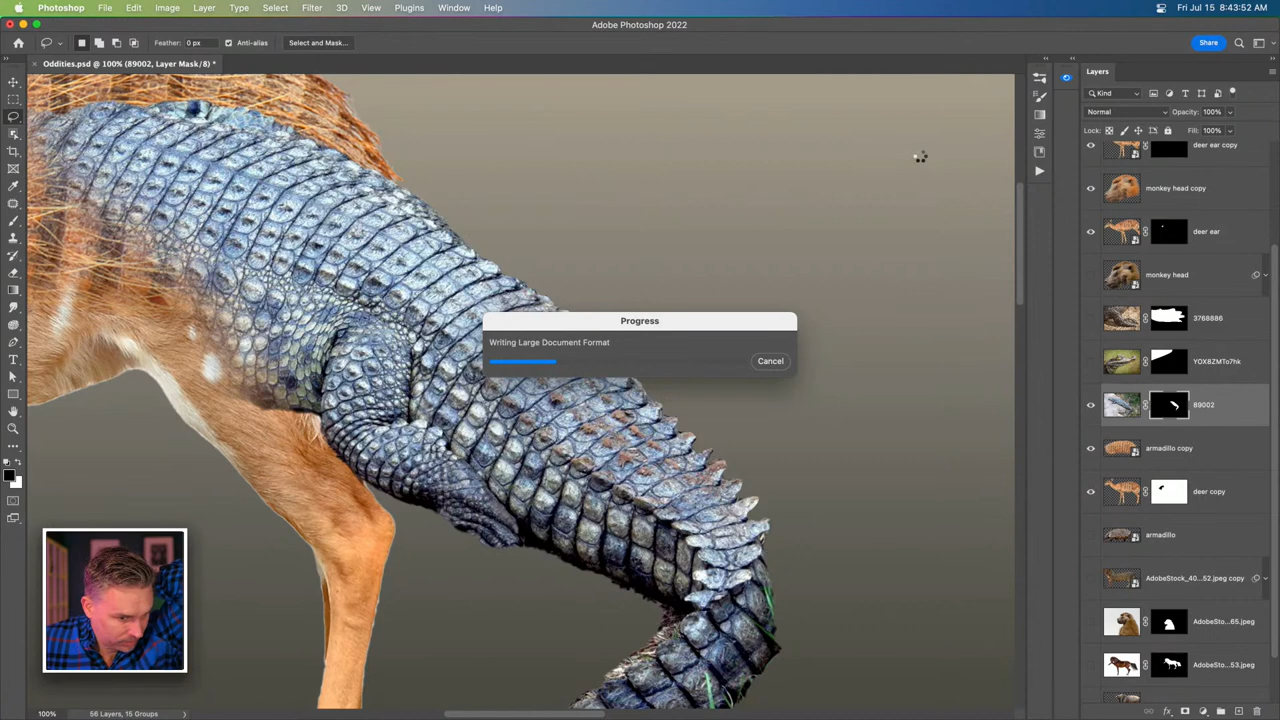 Photoshop File Edit Image Layer Type Select Filter 3D View Plugins Window Help Fri Jul 15 8:43:52 AM
Adobe Photoshop 2022
Feather: 0 px Anti-alias Select and Mask... Share
Oddities.psd @ 100% (89002, Layer Mask/8) *
Layers
Kind
Normal Opacity: 100%
Lock: Fill: 100%
deer ear copy
monkey head copy
deer ear
monkey head
3768886
YOX8ZMTo7hk
89002
armadillo copy
deer copy
armadillo
AdobeStock_40...52.jpeg copy
AdobeSto...65.jpeg
AdobeSto...53.jpeg
Progress
Writing Large Document Format
Cancel
100% 56 Layers, 15 Groups